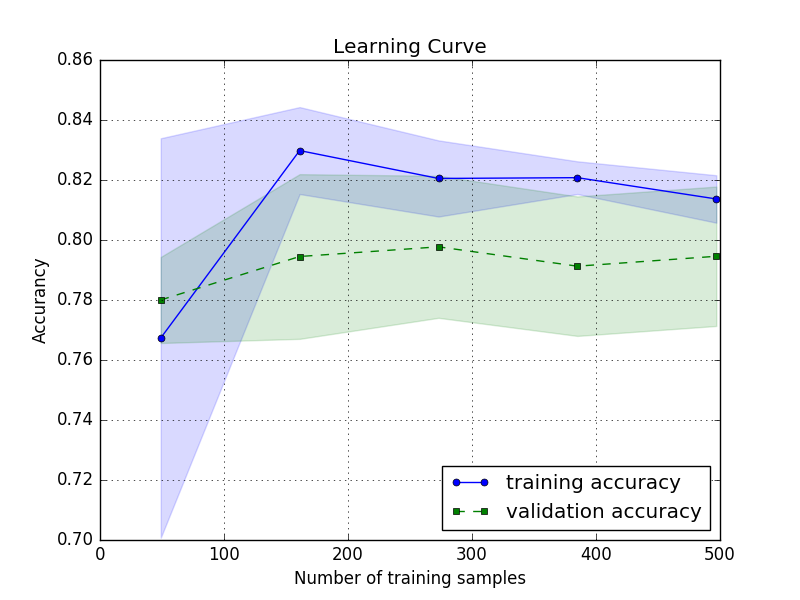 Learning Curve
0.86
0.84
0.82
0.80
0.78
0.76
0.74
0.72
0.70
Accurancy
0 100 200 300 400 500
Number of training samples
training accuracy
validation accuracy